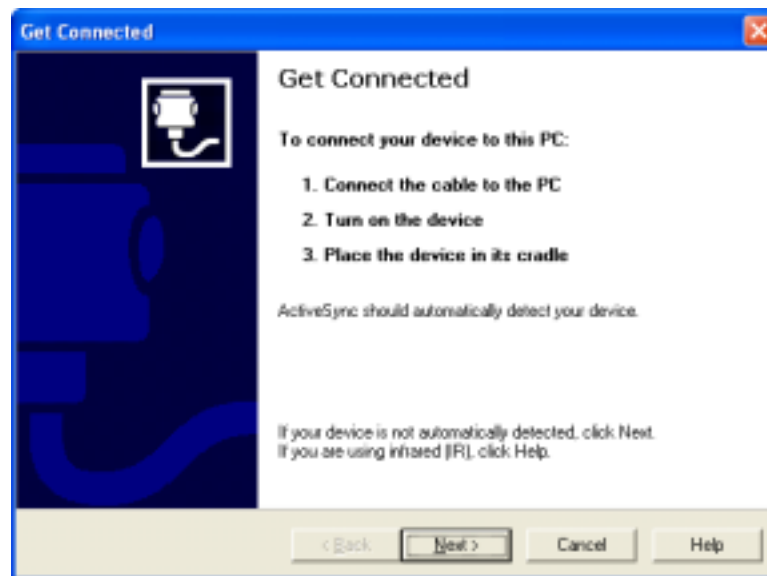 Get Connected
Get Connected
To connect your device to this PC:
1. Connect the cable to the PC
2. Turn on the device
3. Place the device in its cradle
ActiveSync should automatically detect your device.
If your device is not automatically detected, click Next.
If you are using infrared (IR), click Help.
< Back Next > Cancel Help